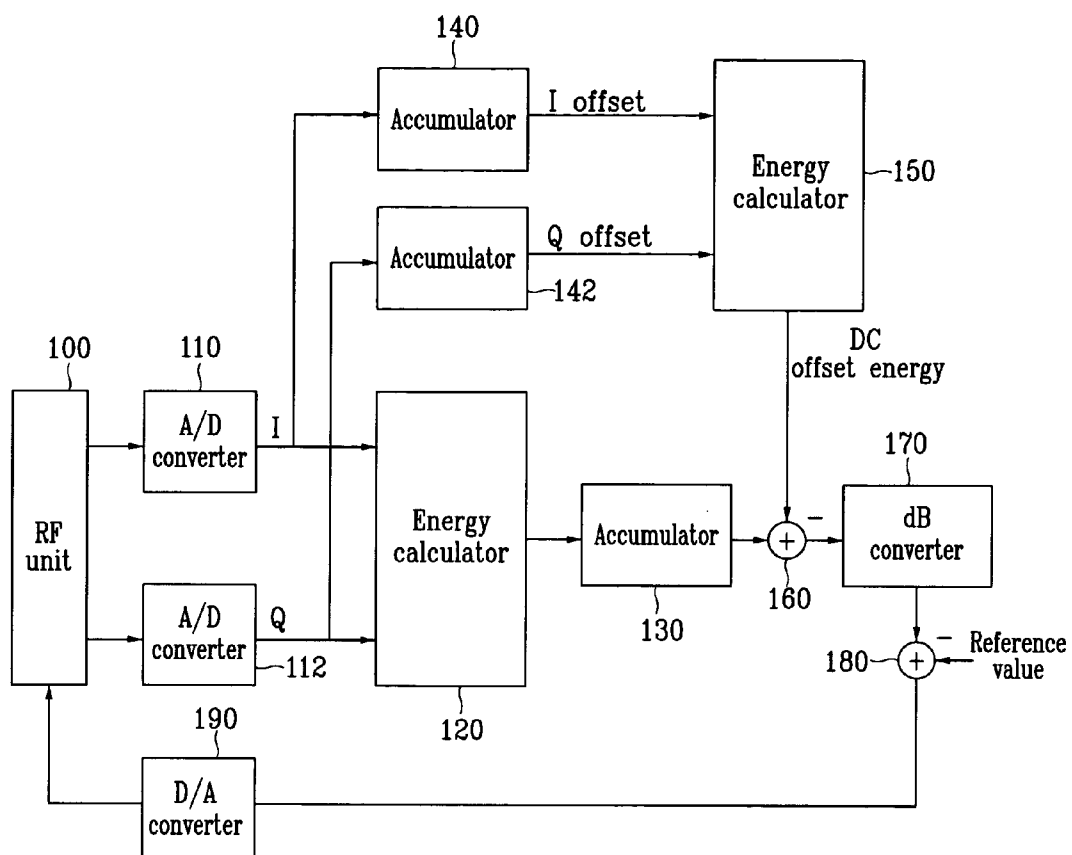 140
Accumulator
I offset
Energy
calculator
150
Accumulator
Q offset
142
DC
offset energy
100
110
A/D
converter
I
RF
unit
Energy
calculator
Accumulator
130
+
−
160
170
dB
converter
A/D
converter
Q
112
120
180
+
−
Reference
value
190
D/A
converter